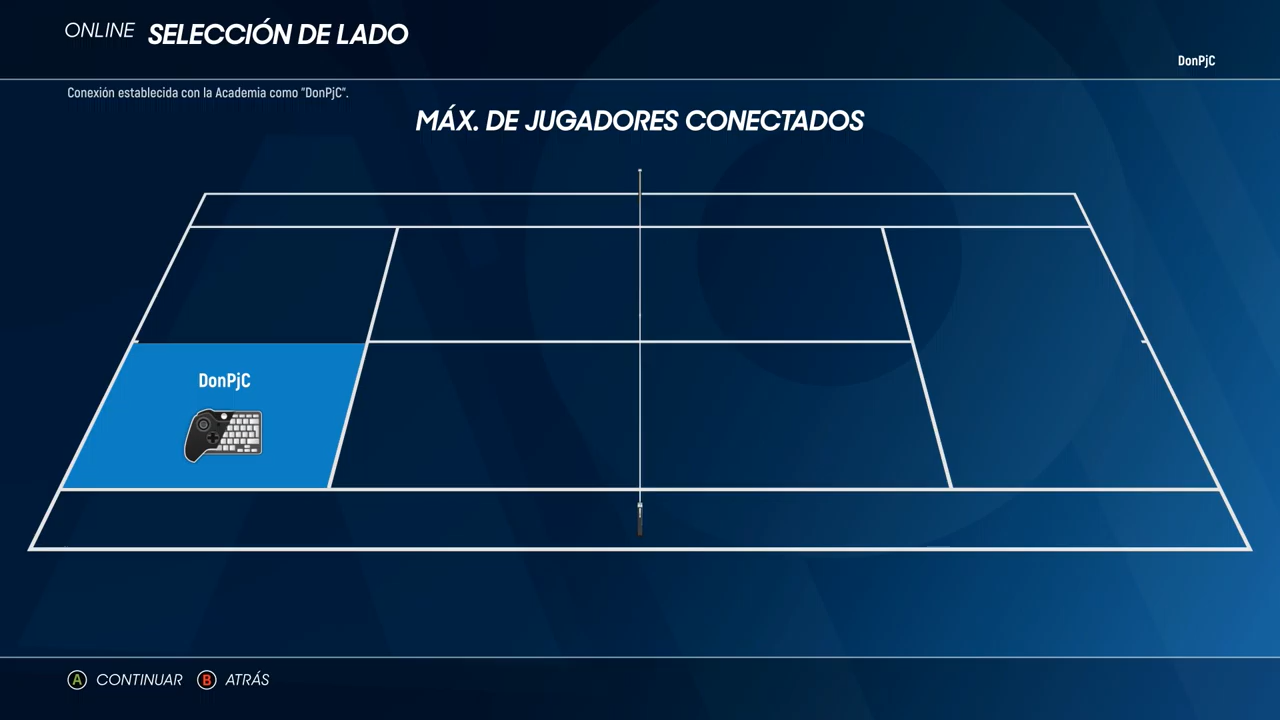 ONLINE SELECCIÓN DE LADO
DonPjC
Conexión establecida con la Academia como "DonPjC".
MÁX. DE JUGADORES CONECTADOS
DonPjC
A CONTINUAR B ATRÁS